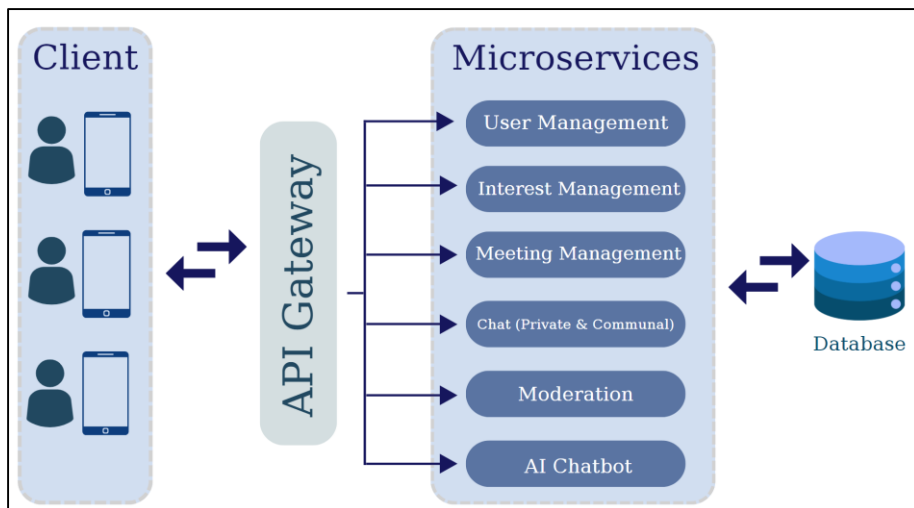 Client
API Gateway
Microservices
User Management
Interest Management
Meeting Management
Chat (Private & Communal)
Moderation
AI Chatbot
Database